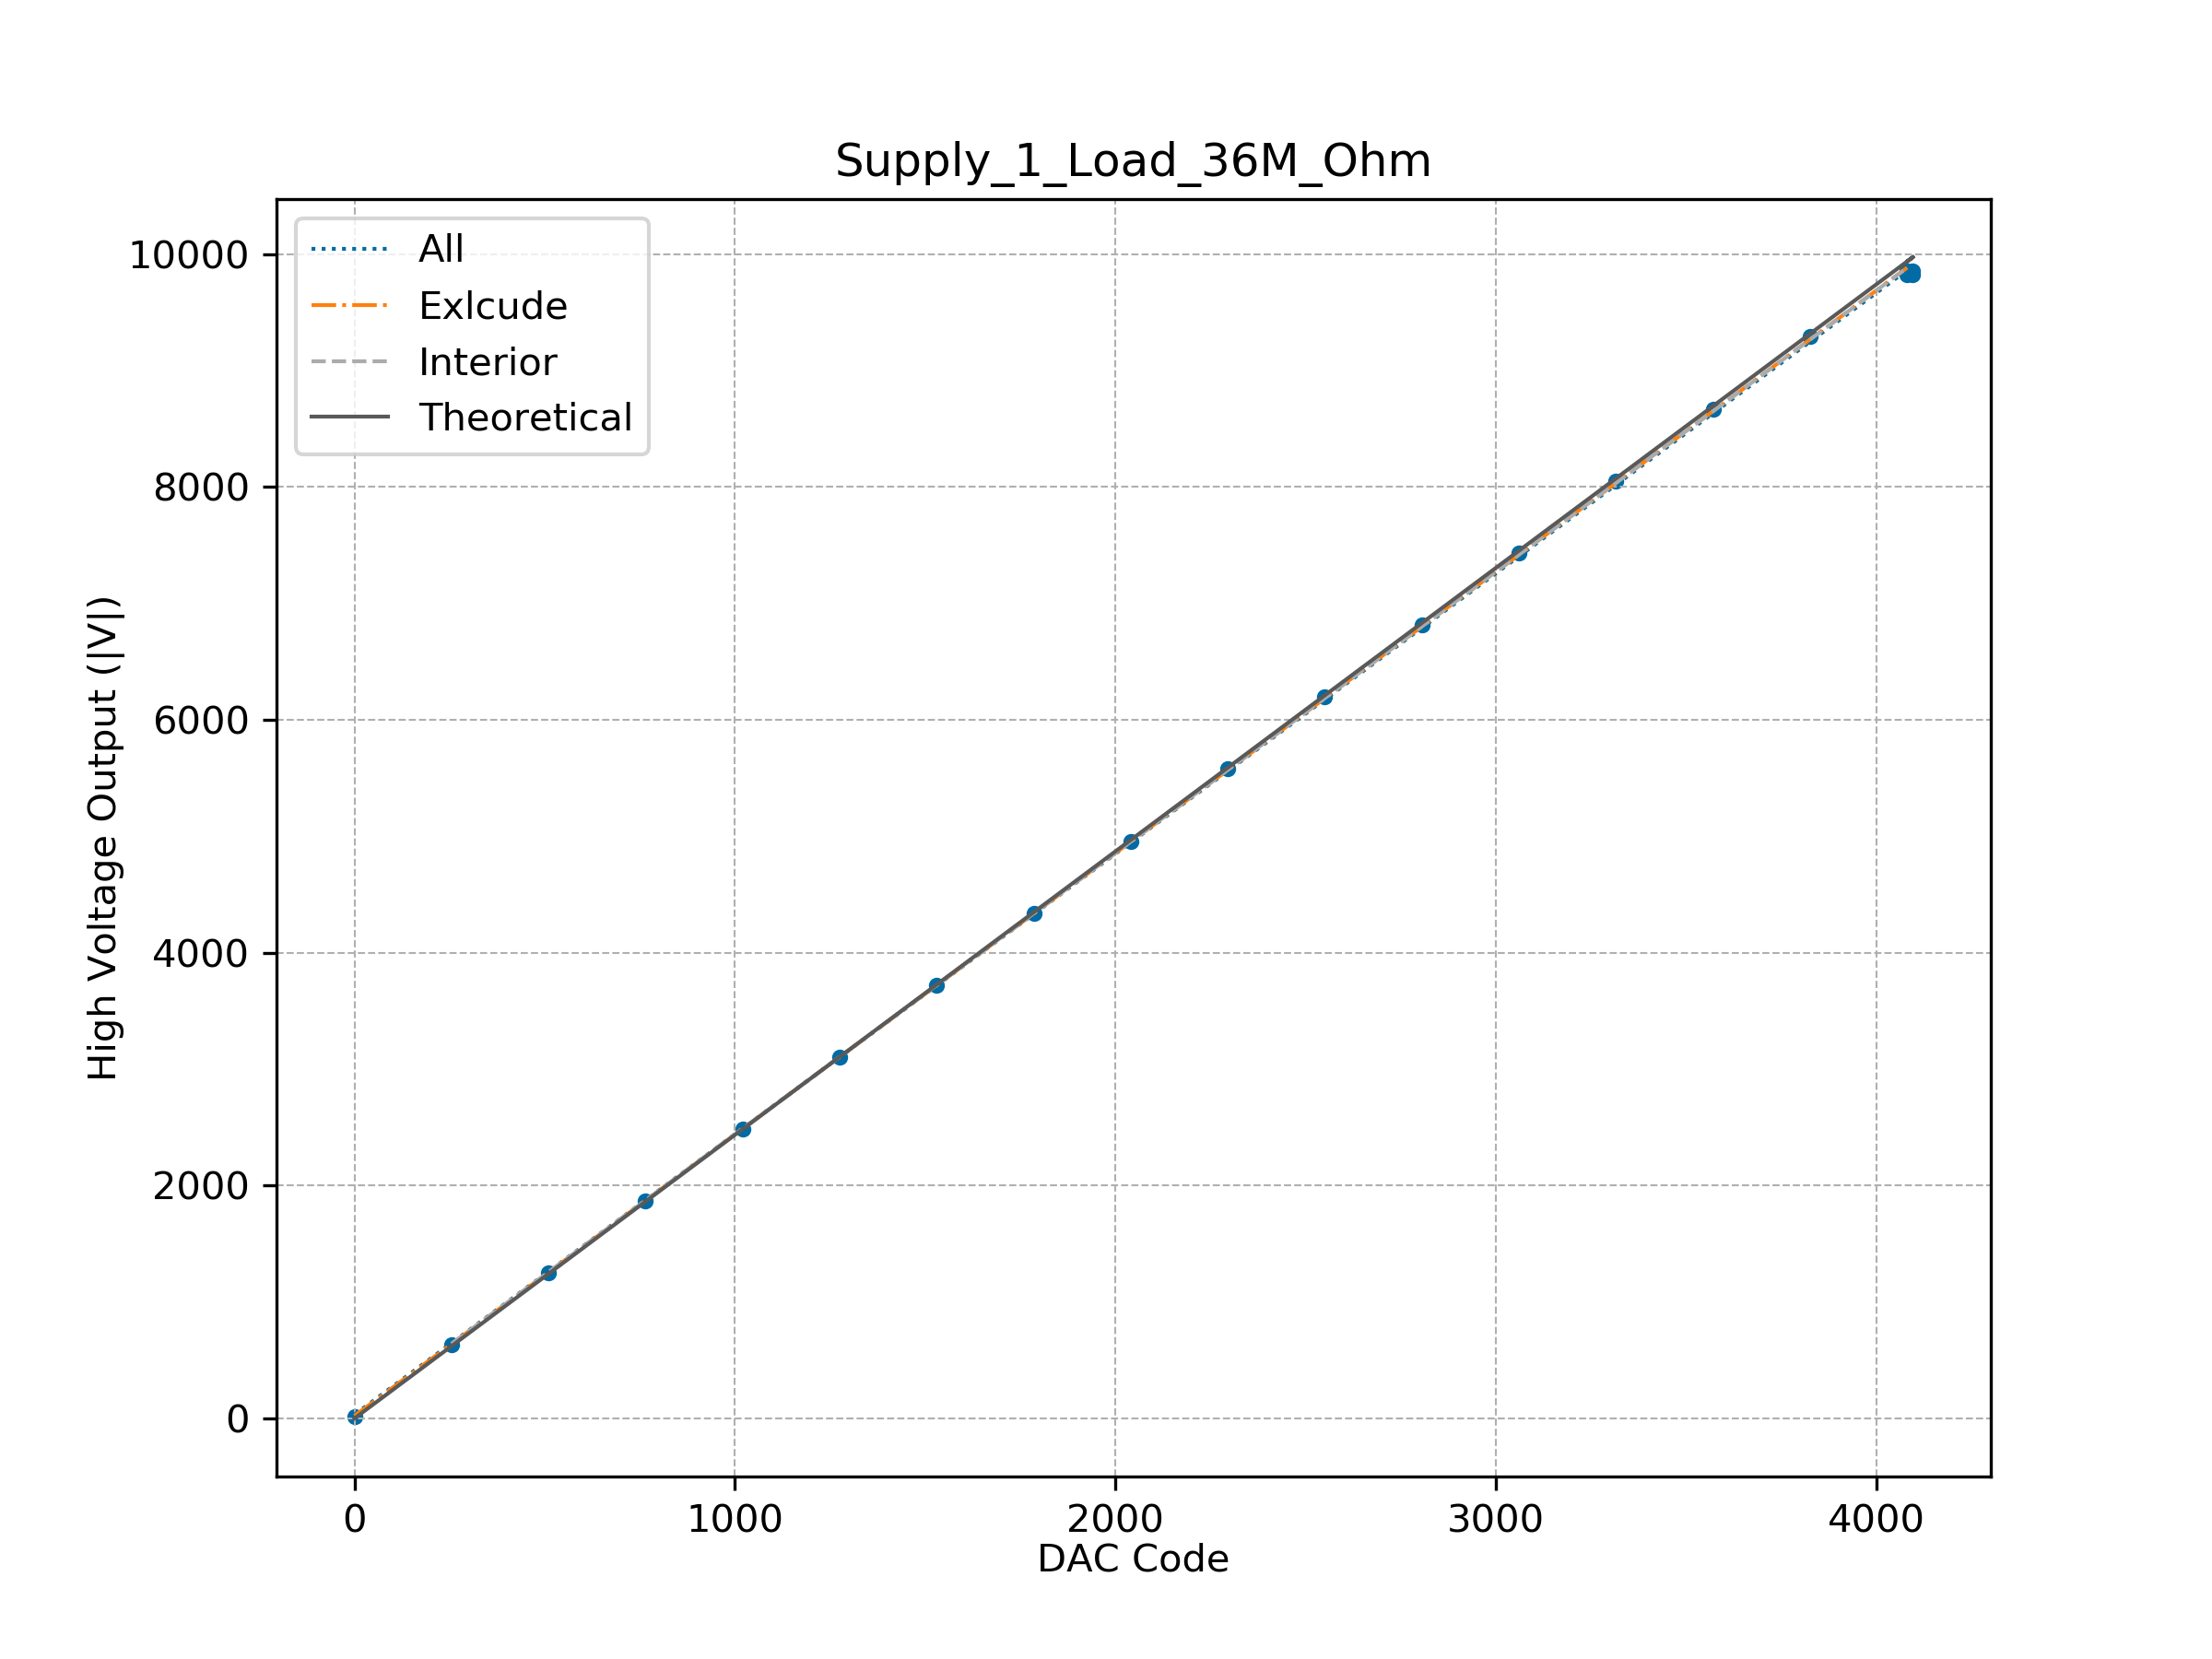 Supply_1_Load_36M_Ohm
All
Exlcude
Interior
Theoretical
High Voltage Output (|V|)
10000
8000
6000
4000
2000
0
0 1000 2000 3000 4000
DAC Code